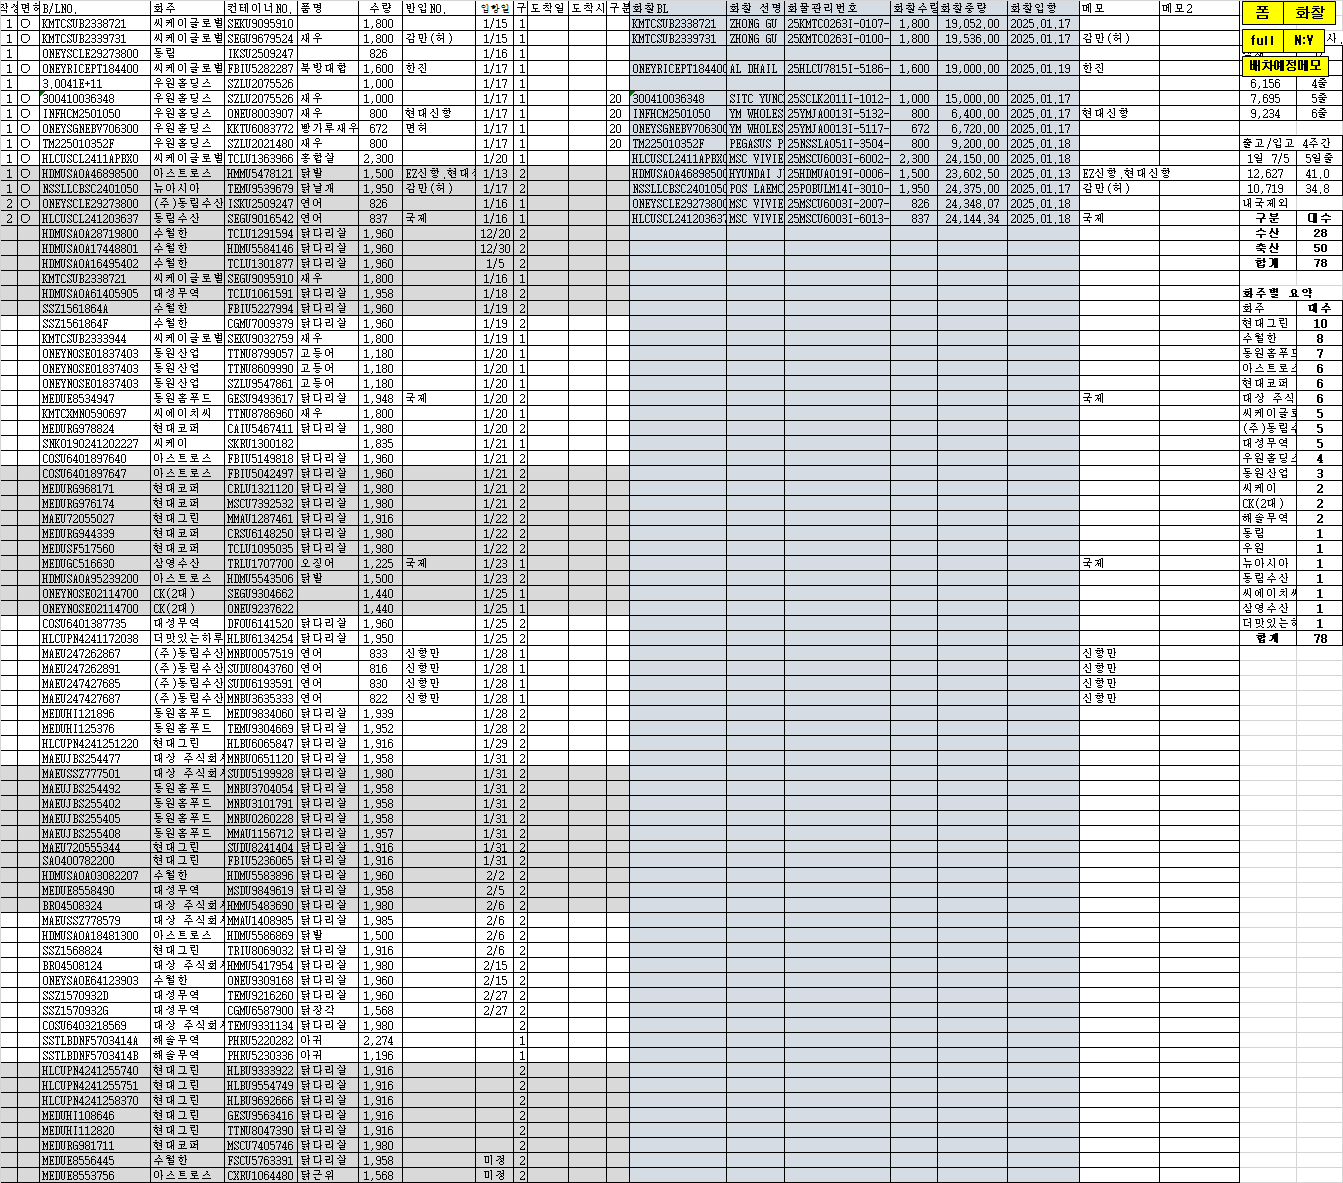 작성 면허 B/LNO. 화주 컨테이너NO. 품명 수량 반입NO. 입항일 구 도착일 도착시 구분 화찰BL 화찰 선명 화물관리번호 화찰수량 화찰중량 화찰입항 메모 메모2 폼 화찰
1 ○ KMTCSUB2338721 씨케이글로벌 SEKU9095910 1,800 1/15 1 KMTCSUB2338721 ZHONG GU 25KMTCO263I-0107- 1,800 19,052.00 2025.01.17
1 ○ KMTCSUB2339731 씨케이글로벌 SEGU9679524 새우 1,800 감만(허) 1/15 1 KMTCSUB2339731 ZHONG GU 25KMTCO263I-0100- 1,800 19,536.00 2025.01.17 감만(허) full N:Y
1 ONEYSCLE29273800 동림 IKSU2509247 826 1/16 1
1 ○ ONEYRICEPT184400 씨케이글로벌 FBIU5282287 북방대합 1,600 한진 1/17 1 ONEYRICEPT184400 AL DHAIL 25HLCU7815I-5186- 1,600 19,000.00 2025.01.19 한진 배차예정메모
1 3.0041E+11 우원홀딩스 SZLU2075526 1,000 1/17 1 6,156 4줄
1 ○ 300410036348 우원홀딩스 SZLU2075526 새우 1,000 1/17 1 20 300410036348 SITC YUNC 25SCLK2011I-1012- 1,000 15,000.00 2025.01.17 7,695 5줄
1 ○ INFHCM2501050 우원홀딩스 ONEU8003907 새우 800 현대신항 1/17 1 20 INFHCM2501050 YM WHOLES 25YMJA0013I-5132- 800 6,400.00 2025.01.17 현대신항 9,234 6줄
1 ○ ONEYSGNEBV706300 우원홀딩스 KKTU6083772 빵가루새우 672 면허 1/17 1 20 ONEYSGNEBV706300 YM WHOLES 25YMJA0013I-5117- 672 6,720.00 2025.01.17
1 ○ TM225010352F 우원홀딩스 SZLU2021480 새우 800 1/17 1 20 TM225010352F PEGASUS P 25NSSLA051I-3504- 800 9,200.00 2025.01.18 출고/입고 4주간
1 ○ HLCUSCL2411APBX0 씨케이글로벌 TCLU1363966 홍합살 2,300 1/20 1 HLCUSCL2411APBX0 MSC VIVIE 25MSCU6003I-6002- 2,300 24,150.00 2025.01.18 1일 7/5 5일줄
1 ○ HDMUSAOA46898500 아스트로스 HMMU5478121 닭발 1,500 EZ신항,현대신 1/13 2 HDMUSAOA46898500 HYUNDAI J 25HDMUA019I-0006- 1,500 23,602.50 2025.01.13 EZ신항,현대신항 12,627 41.0
1 ○ NSSLLCBSC2401050 뉴아시아 TEMU9539679 닭날개 1,950 감만(허) 1/17 2 NSSLLCBSC2401050 POS LAEMC 25POBULM14I-3010- 1,950 24,375.00 2025.01.17 감만(허) 10,719 34.8
2 ○ ONEYSCLE29273800 (주)동림수산 ISKU2509247 연어 826 1/16 1 ONEYSCLE29273800 MSC VIVIE 25MSCU6003I-2007- 826 24,348.07 2025.01.18 내국제외
2 ○ HLCUSCL241203637 동림수산 SEGU9016542 연어 837 국제 1/16 1 HLCUSCL241203637 MSC VIVIE 25MSCU6003I-6013- 837 24,144.34 2025.01.18 국제 구분 대수
HDMUSAOA28719800 수월한 TCLU1291594 닭다리살 1,960 12/20 2 수산 28
HDMUSAOA17448801 수월한 HDMU5584146 닭다리살 1,960 12/30 2 축산 50
HDMUSAOA16495402 수월한 TCLU1301877 닭다리살 1,960 1/5 2 합계 78
KMTCSUB2338721 씨케이글로벌 SEGU9095910 새우 1,800 1/16 1
HDMUSAOA61405905 대성무역 TCLU1061591 닭다리살 1,958 1/18 2 화주별 요약
SSZ1561864A 수월한 FBIU5227994 닭다리살 1,960 1/19 2 화주 대수
SSZ1561864F 수월한 CGMU7009379 닭다리살 1,960 1/19 2 현대그린 10
KMTCSUB2333944 씨케이글로벌 SEKU9032759 새우 1,800 1/19 1 수월한 8
ONEYNOSE01837403 동원산업 TTNU8799057 고등어 1,180 1/20 1 동원홈푸드 7
ONEYNOSE01837403 동원산업 TTNU8609990 고등어 1,180 1/20 1 아스트로스 6
ONEYNOSE01837403 동원산업 SZLU9547861 고등어 1,180 1/20 1 현대코퍼 6
MEDUE8534947 동원홈푸드 GESU9493617 닭다리살 1,948 국제 1/20 2 국제 대상 주식 6
KMTCXMN0590697 씨에이치씨 TTNU8786960 새우 1,800 1/20 1 씨케이글로 5
MEDURG978824 현대코퍼 CAIU5467411 닭다리살 1,980 1/20 2 (주)동림수 5
SNKO190241202227 씨케이 SKRU1300182 1,835 1/21 1 대성무역 5
COSU6401897640 아스트로스 FBIU5149818 닭다리살 1,960 1/21 2 우원홀딩스 4
COSU6401897647 아스트로스 FBIU5042497 닭다리살 1,960 1/21 2 동원산업 3
MEDURG968171 현대코퍼 CRLU1321120 닭다리살 1,980 1/21 2 씨케이 2
MEDURG976174 현대코퍼 MSCU7392532 닭다리살 1,980 1/21 2 CK(2대) 2
MAEU72055027 현대그린 MMAU1287461 닭다리살 1,916 1/22 2 해솔무역 2
MEDURG944339 현대코퍼 CRSU6148250 닭다리살 1,980 1/22 2 동림 1
MEDUSF517560 현대코퍼 TCLU1095035 닭다리살 1,980 1/22 2 우원 1
MEDUGC516630 삼영수산 TRLU1707700 오징어 1,225 국제 1/23 1 국제 뉴아시아 1
HDMUSAOA95239200 아스트로스 HDMU5543506 닭발 1,500 1/23 2 동림수산 1
ONEYNOSE02114700 CK(2대) SEGU9304662 1,440 1/25 1 씨에이치씨 1
ONEYNOSE02114700 CK(2대) ONEU9237622 1,440 1/25 1 삼영수산 1
COSU6401387735 대성무역 DFOU6141520 닭다리살 1,960 1/25 2 더맛있는하 1
HLCUPN4241172038 더맛있는하루 HLBU6134254 닭다리살 1,950 1/25 2 합계 78
MAEU247262867 (주)동림수산 MNBU0057519 연어 833 신항만 1/28 1 신항만
MAEU247262891 (주)동림수산 SUDU8043760 연어 816 신항만 1/28 1 신항만
MAEU247427685 (주)동림수산 SUDU6193591 연어 830 신항만 1/28 1 신항만
MAEU247427687 (주)동림수산 MNBU3635333 연어 822 신항만 1/28 1 신항만
MEDUHI121896 동원홈푸드 MEDU9834060 닭다리살 1,939 1/28 2
MEDUHI125376 동원홈푸드 TEMU9304669 닭다리살 1,952 1/28 2
HLCUPN4241251220 현대그린 HLBU6065847 닭다리살 1,916 1/29 2
MAEUJBS254477 대상 주식회사 MNBU0651120 닭다리살 1,958 1/31 2
MAEUSSZ777501 대상 주식회사 SUDU5199928 닭다리살 1,980 1/31 2
MAEUJBS254492 동원홈푸드 MNBU3704054 닭다리살 1,958 1/31 2
MAEUJBS255402 동원홈푸드 MNBU3101791 닭다리살 1,958 1/31 2
MAEUJBS255405 동원홈푸드 MNBU0260228 닭다리살 1,958 1/31 2
MAEUJBS255408 동원홈푸드 MMAU1156712 닭다리살 1,957 1/31 2
MAEU720555344 현대그린 SUDU8241404 닭다리살 1,916 1/31 2
SA0400782200 현대그린 FBIU5236065 닭다리살 1,916 1/31 2
HDMUSAOA03082207 수월한 HDMU5583896 닭다리살 1,960 2/2 2
MEDUE8558490 대성무역 MSDU9849619 닭다리살 1,958 2/5 2
BRO4508324 대상 주식회사 HMMU5483690 닭다리살 1,980 2/6 2
MAEUSSZ778579 대상 주식회사 MMAU1408985 닭다리살 1,985 2/6 2
HDMUSAOA18481300 아스트로스 HDMU5586869 닭발 1,500 2/6 2
SSZ1568824 현대그린 TRIU8069032 닭다리살 1,916 2/6 2
BRO4508124 대상 주식회사 HMMU5417954 닭다리살 1,980 2/15 2
ONEYSAOE64123903 수월한 ONEU9309168 닭다리살 1,960 2/15 2
SSZ1570932D 대성무역 TEMU9216260 닭다리살 1,960 2/27 2
SSZ1570932G 대성무역 CGMU6587900 닭정각 1,568 2/27 2
COSU6403218569 대상 주식회사 TEMU9331134 닭다리살 1,980 2
SSTLBDNF5703414A 해솔무역 PHRU5220282 아귀 2,274 1
SSTLBDNF5703414B 해솔무역 PHRU5230336 아귀 1,196 1
HLCUPN4241255740 현대그린 HLBU9333922 닭다리살 1,916 2
HLCUPN4241255751 현대그린 HLBU9554749 닭다리살 1,916 2
HLCUPN4241258370 현대그린 HLBU9692666 닭다리살 1,916 2
MEDUHI108646 현대그린 GESU9563416 닭다리살 1,916 2
MEDUHI112820 현대그린 TTNU8047390 닭다리살 1,916 2
MEDURG981711 현대코퍼 MSCU7405746 닭다리살 1,980 2
MEDUE8556445 수월한 FSCU5763391 닭다리살 1,958 미정 2
MEDUE8553756 아스트로스 CXRU1064480 닭근위 1,568 미정 2